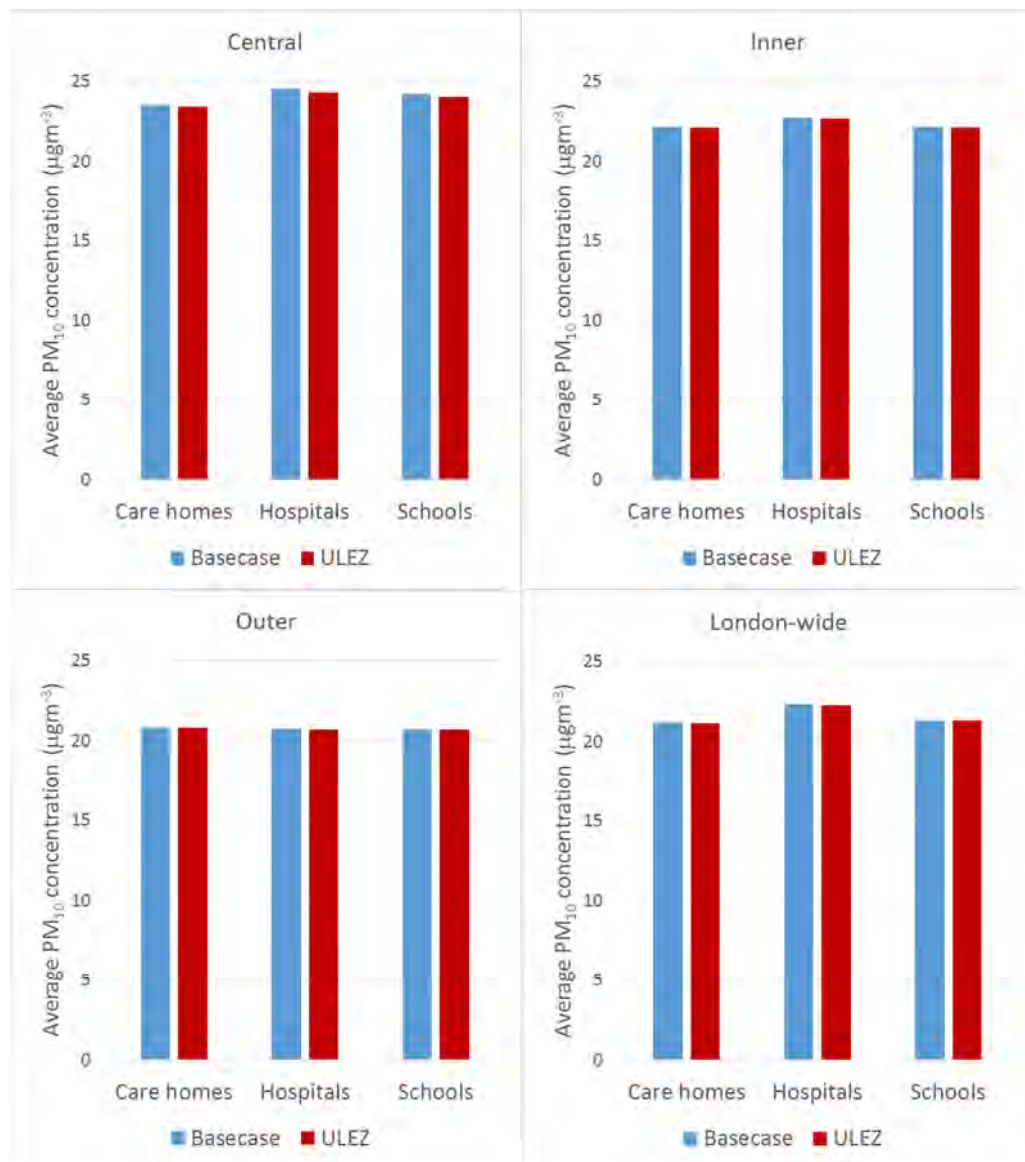 Central
Average PM₁₀ concentration (µgm⁻³)
25
20
15
10
5
0
Care homes Hospitals Schools
Basecase ULEZ
Inner
Average PM₁₀ concentration (µgm⁻³)
25
20
15
10
5
0
Care homes Hospitals Schools
Basecase ULEZ
Outer
Average PM₁₀ concentration (µgm⁻³)
25
20
15
10
5
0
Care homes Hospitals Schools
Basecase ULEZ
London-wide
Average PM₁₀ concentration (µgm⁻³)
25
20
15
10
5
0
Care homes Hospitals Schools
Basecase ULEZ